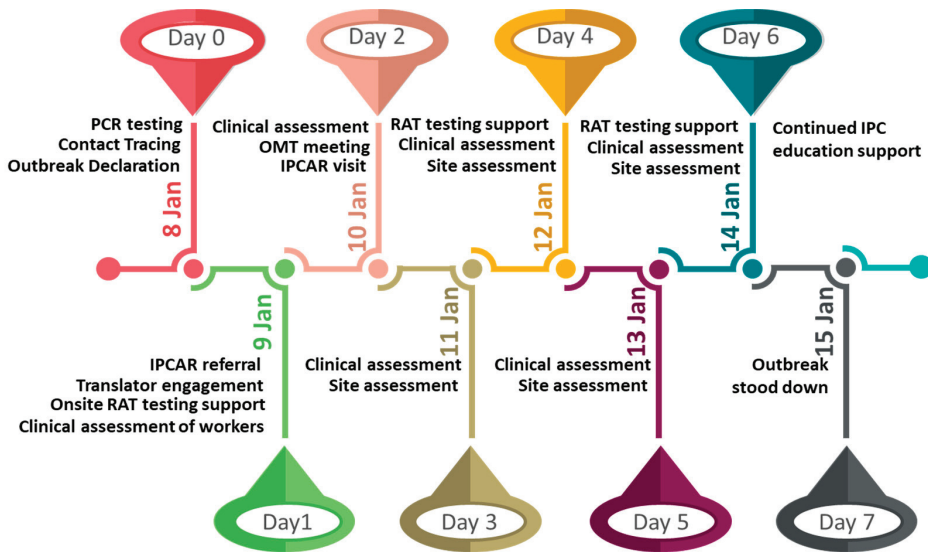 Day 0
PCR testing
Contact Tracing
Outbreak Declaration
8 Jan
Day1
9 Jan
IPCAR referral
Translator engagement
Onsite RAT testing support
Clinical assessment of workers
Day 2
Clinical assessment
OMT meeting
IPCAR visit
10 Jan
Day 3
11 Jan
Clinical assessment
Site assessment
Day 4
RAT testing support
Clinical assessment
Site assessment
12 Jan
Day 5
13 Jan
Clinical assessment
Site assessment
Day 6
RAT testing support
Clinical assessment
Site assessment
14 Jan
Day 7
15 Jan
Outbreak
stood down
Continued IPC
education support